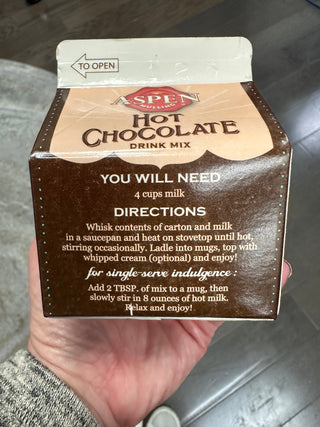 TO OPEN
ASPEN
MULLING
HOT
CHOCOLATE
DRINK MIX
YOU WILL NEED
4 cups milk
DIRECTIONS
Whisk contents of carton and milk
in a saucepan and heat on stovetop until hot,
stirring occasionally. Ladle into mugs, top with
whipped cream (optional) and enjoy!
for single-serve indulgence:
Add 2 TBSP. of mix to a mug, then
slowly stir in 8 ounces of hot milk.
Relax and enjoy!